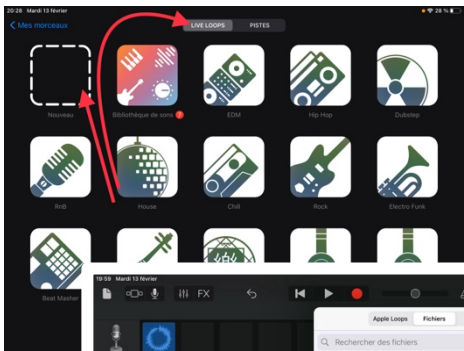 20:28 Mardi 13 février
28 %
Mes morceaux
LIVE LOOPS
PISTES
Nouveau
Bibliothèque de sons
EDM
Hip Hop
Dubstep
RnB
House
Chill
Rock
Electro Funk
Beat Masher
19:59 Mardi 13 février
FX
Apple Loops
Fichiers
Rechercher des fichiers